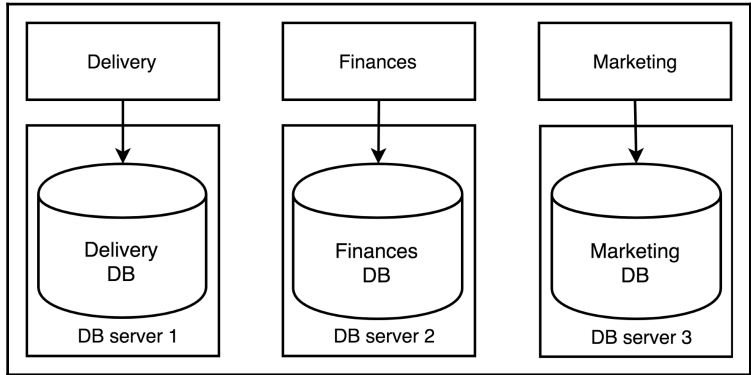 Delivery
Finances
Marketing
Delivery
DB
Finances
DB
Marketing
DB
DB server 1
DB server 2
DB server 3